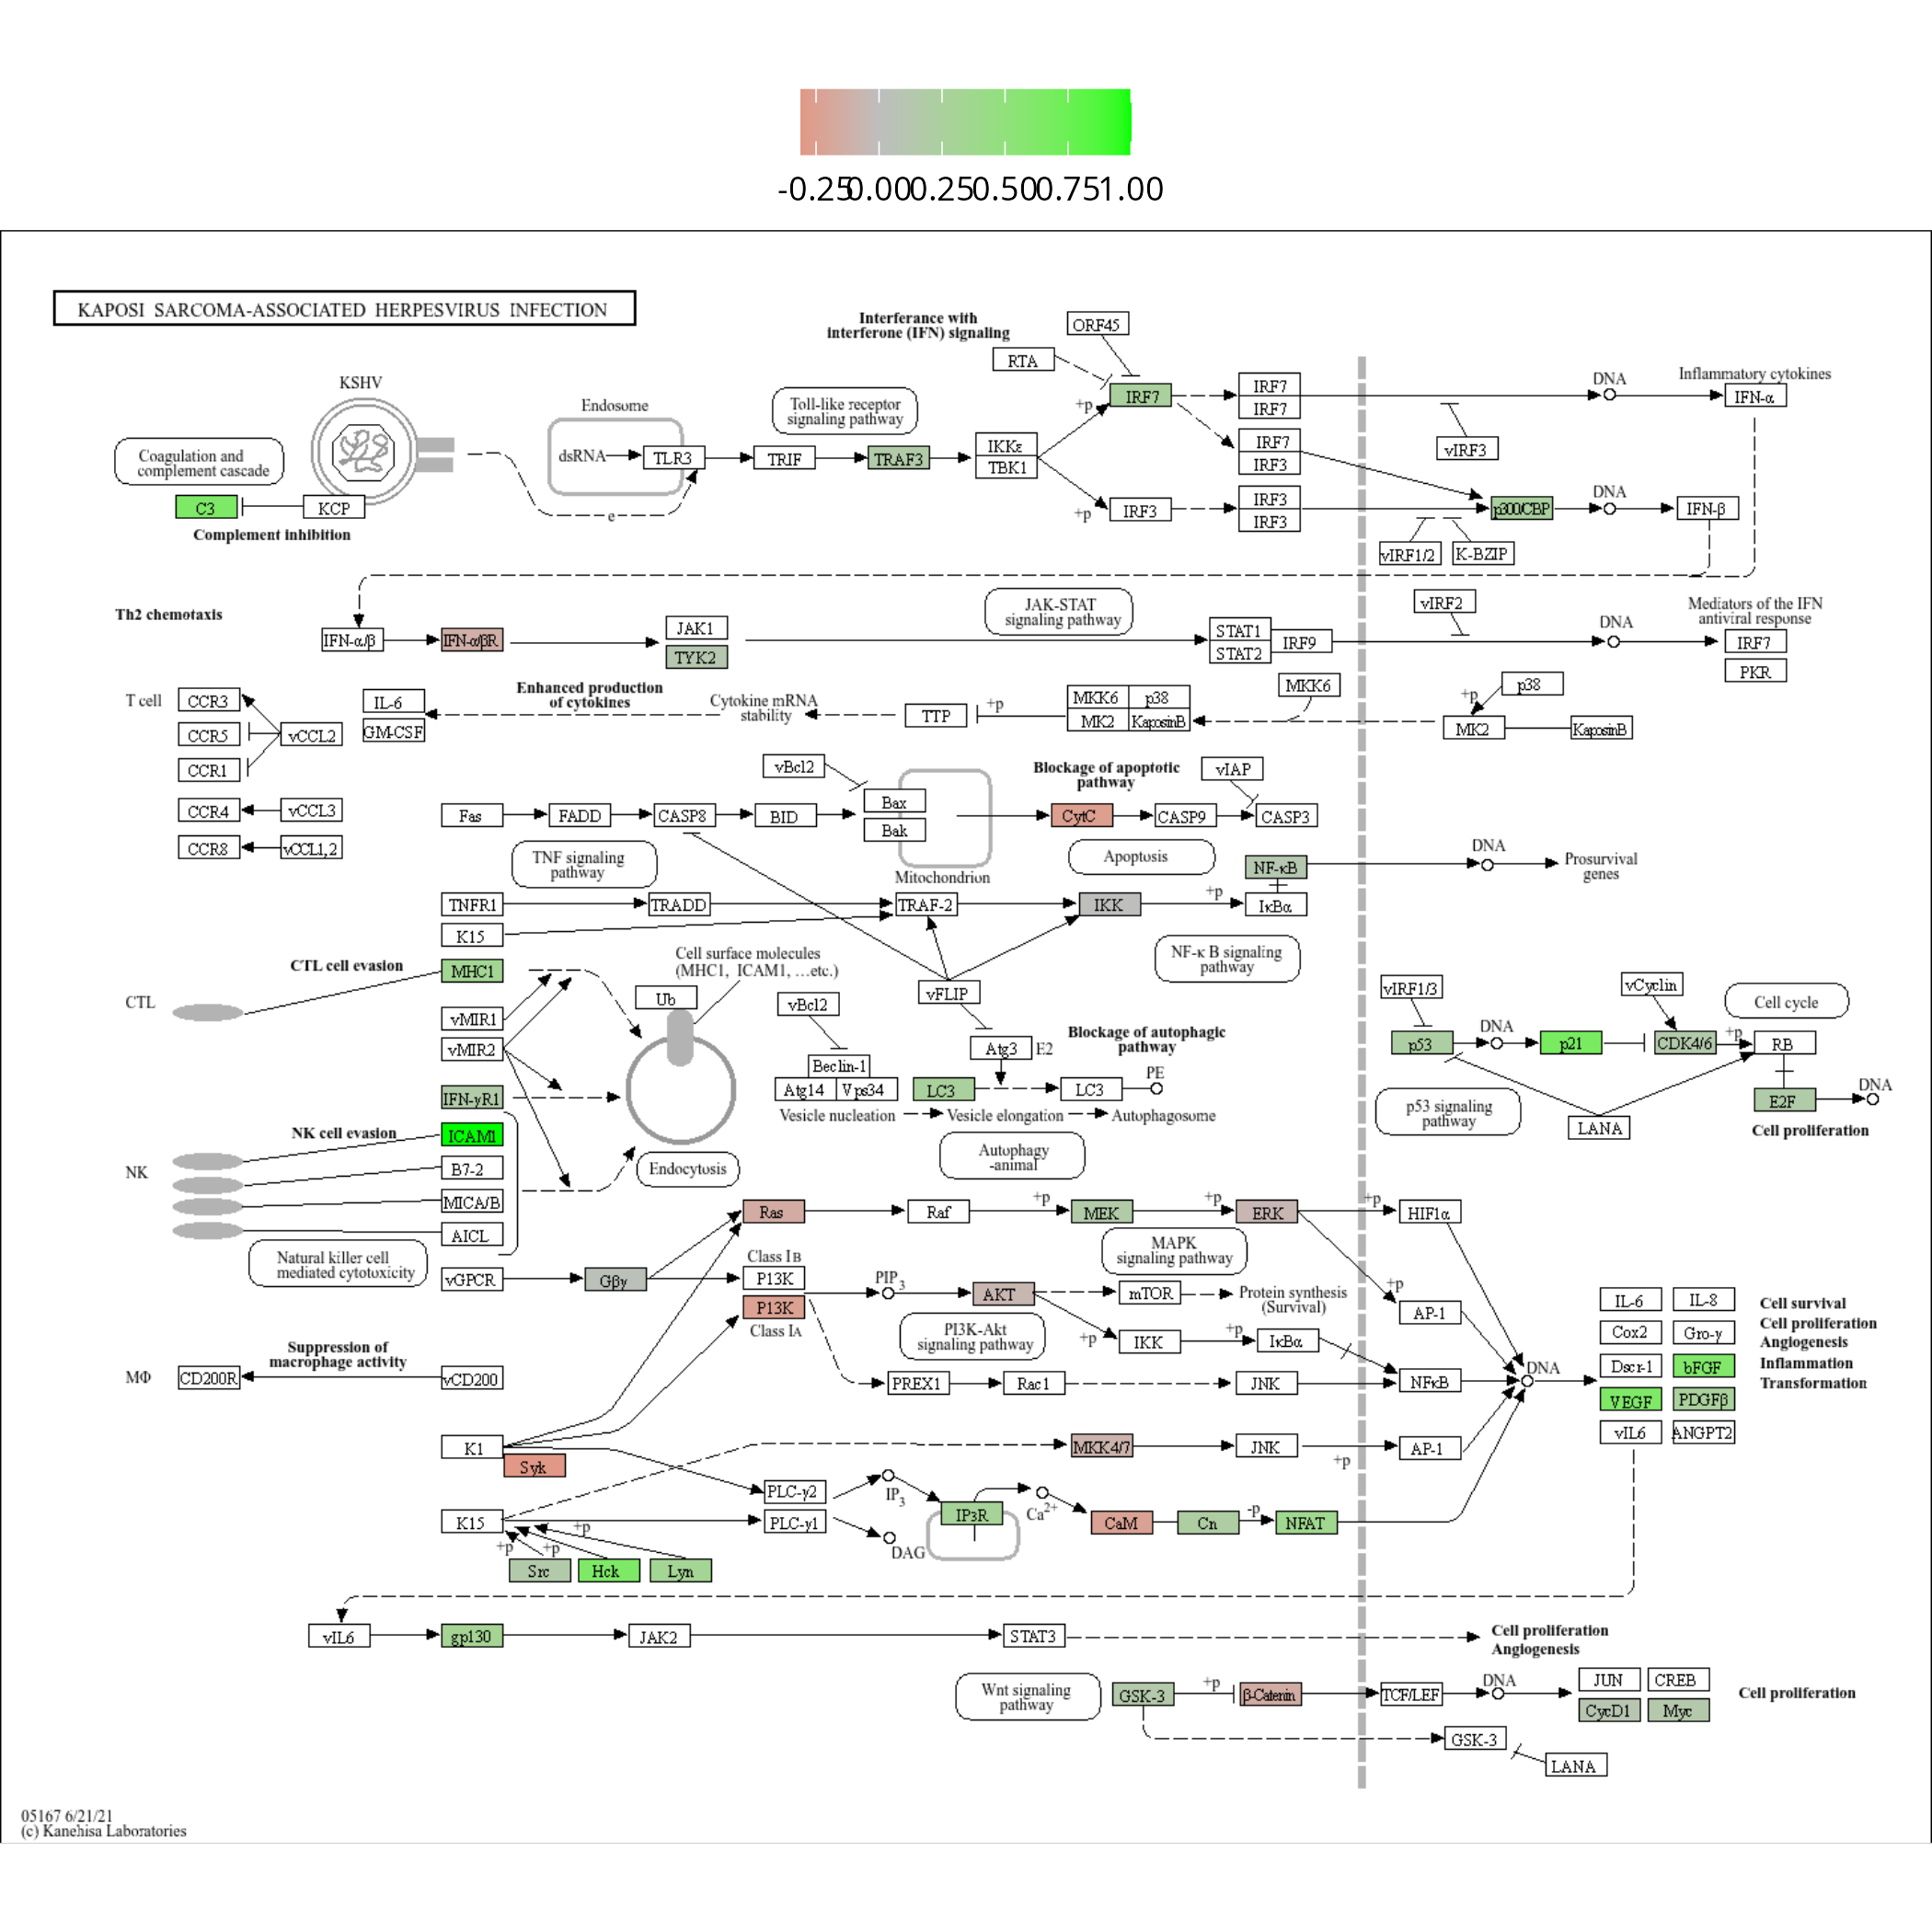 -0.25 0.00 0.25 0.50 0.75 1.00
KAPOSI SARCOMA-ASSOCIATED HERPESVIRUS INFECTION
Interferance with
interferone (IFN) signaling
ORF45
RTA
KSHV
Endosome
Toll-like receptor
signaling pathway
+p
IRF7
IRF7
IRF7
DNA
Inflammatory cytokines
IFN-α
Coagulation and
complement cascade
dsRNA
TLR3
TRIF
TRAF3
IKKε
TBK1
IRF7
IRF3
vIRF3
C3
KCP
e
+p
IRF3
IRF3
IRF3
p300/CBP
DNA
IFN-β
Complement inhibition
vIRF1/2
K-BZIP
Th2 chemotaxis
IFN-α/β
IFN-α/βR
JAK1
TYK2
JAK-STAT
signaling pathway
STAT1
STAT2
IRF9
vIRF2
DNA
Mediators of the IFN
antiviral response
IRF7
PKR
T cell
CCR3
CCR5
CCR1
vCCL2
CCR4
vCCL3
CCR8
vCCL1,2
IL-6
GM-CSF
Enhanced production
of cytokines
Cytokine mRNA
stability
TTP
+p
MKK6
p38
MK2
KaposinB
MKK6
+p
p38
MK2
KaposinB
vBcl2
Blockage of apoptotic
pathway
vIAP
Fas
FADD
CASP8
BID
Bax
Bak
CytC
CASP9
CASP3
TNF signaling
pathway
Mitochondrion
Apoptosis
NF-κB
DNA
Prosurvival
genes
TNFR1
TRADD
TRAF-2
IKK
+p
IκBα
K15
NF-κ B signaling
pathway
CTL cell evasion
MHC1
CTL
Cell surface molecules
(MHC1, ICAM1, ...etc.)
Ub
vBcl2
vFLIP
vMIR1
vMIR2
Atg3
E2
Blockage of autophagic
pathway
Beclin-1
Atg14
Vps34
LC3
LC3
PE
Vesicle nucleation
Vesicle elongation
Autophagosome
Autophagy
-animal
vIRF1/3
vCyclin
Cell cycle
p53
DNA
p21
CDK4/6
+p
RB
p53 signaling
pathway
LANA
E2F
DNA
Cell proliferation
IFN-γR1
NK cell evasion
ICAM1
NK
B7-2
MICA/B
AICL
Endocytosis
Natural killer cell
mediated cytotoxicity
Ras
Raf
+p
MEK
+p
ERK
+p
HIF1α
MAPK
signaling pathway
vGPCR
Gβγ
Class IB
P13K
P13K
Class IA
PIP3
AKT
mTOR
Protein synthesis
(Survival)
+p
AP-1
PI3K-Akt
signaling pathway
+p
IKK
+p
IκBα
Suppression of
macrophage activity
MΦ
CD200R
vCD200
PREX1
Rac1
JNK
NFκB
DNA
IL-6
IL-8
Cox2
Gro-γ
Dscr-1
bFGF
VEGF
PDGFβ
vIL6
ANGPT2
Cell survival
Cell proliferation
Angiogenesis
Inflammation
Transformation
K1
Syk
MKK4/7
JNK
+p
AP-1
PLC-γ2
IP3
IP3R
Ca2+
K15
PLC-γ1
DAG
CaM
Cn
-p
NFAT
+p
+p
+p
Src
Hck
Lyn
vIL6
gp130
JAK2
STAT3
Cell proliferation
Angiogenesis
Wnt signaling
pathway
GSK-3
+p
β-Catenin
TCF/LEF
DNA
JUN
CREB
CycD1
Myc
Cell proliferation
GSK-3
LANA
05167 6/21/21
(c) Kanehisa Laboratories